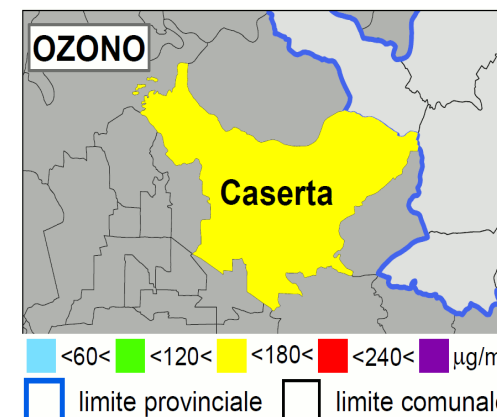 OZONO
Caserta
<60< <120< <180< <240< µg/m
limite provinciale limite comunale